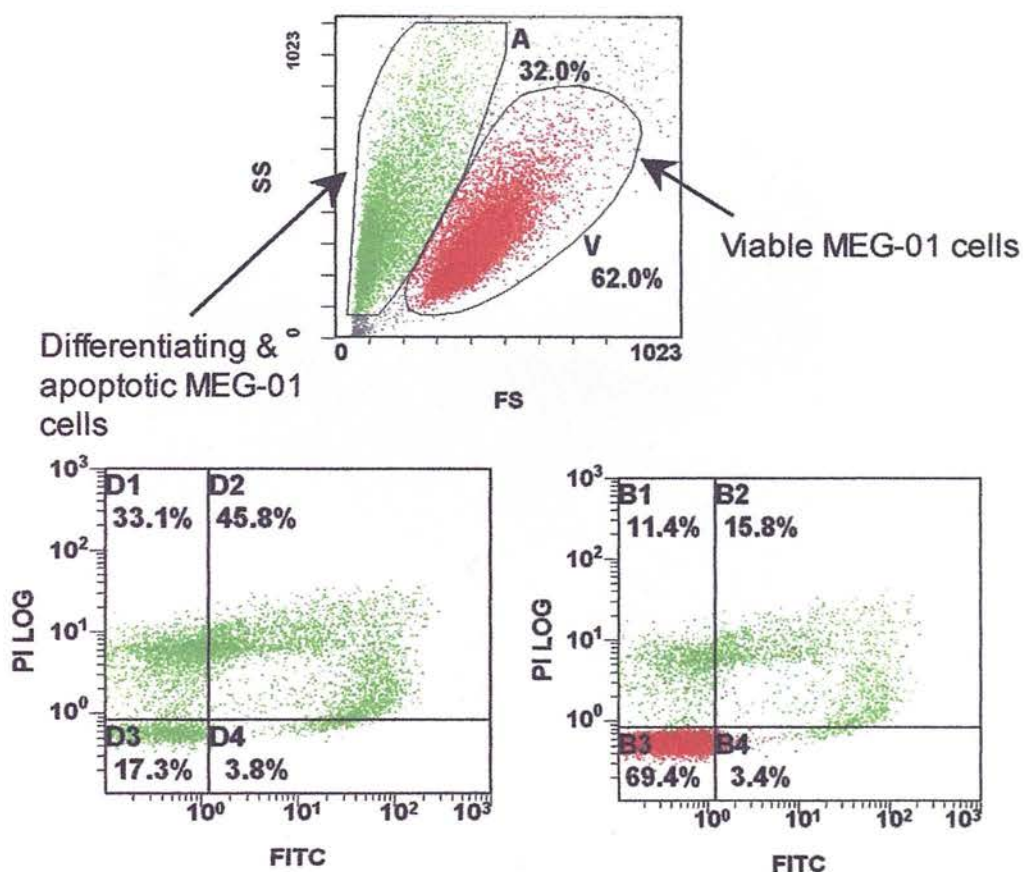 1023
SS
0
A
32.0%
V
62.0%
Viable MEG-01 cells
0 1023
FS
Differentiating &
apoptotic MEG-01
cells
10³
10²
10¹
10⁰
PI LOG
D1 D2
33.1% 45.8%
D3 D4
17.3% 3.8%
10⁰ 10¹ 10² 10³
FITC
10³
10²
10¹
10⁰
PI LOG
B1 B2
11.4% 15.8%
B3 B4
69.4% 3.4%
10⁰ 10¹ 10² 10³
FITC